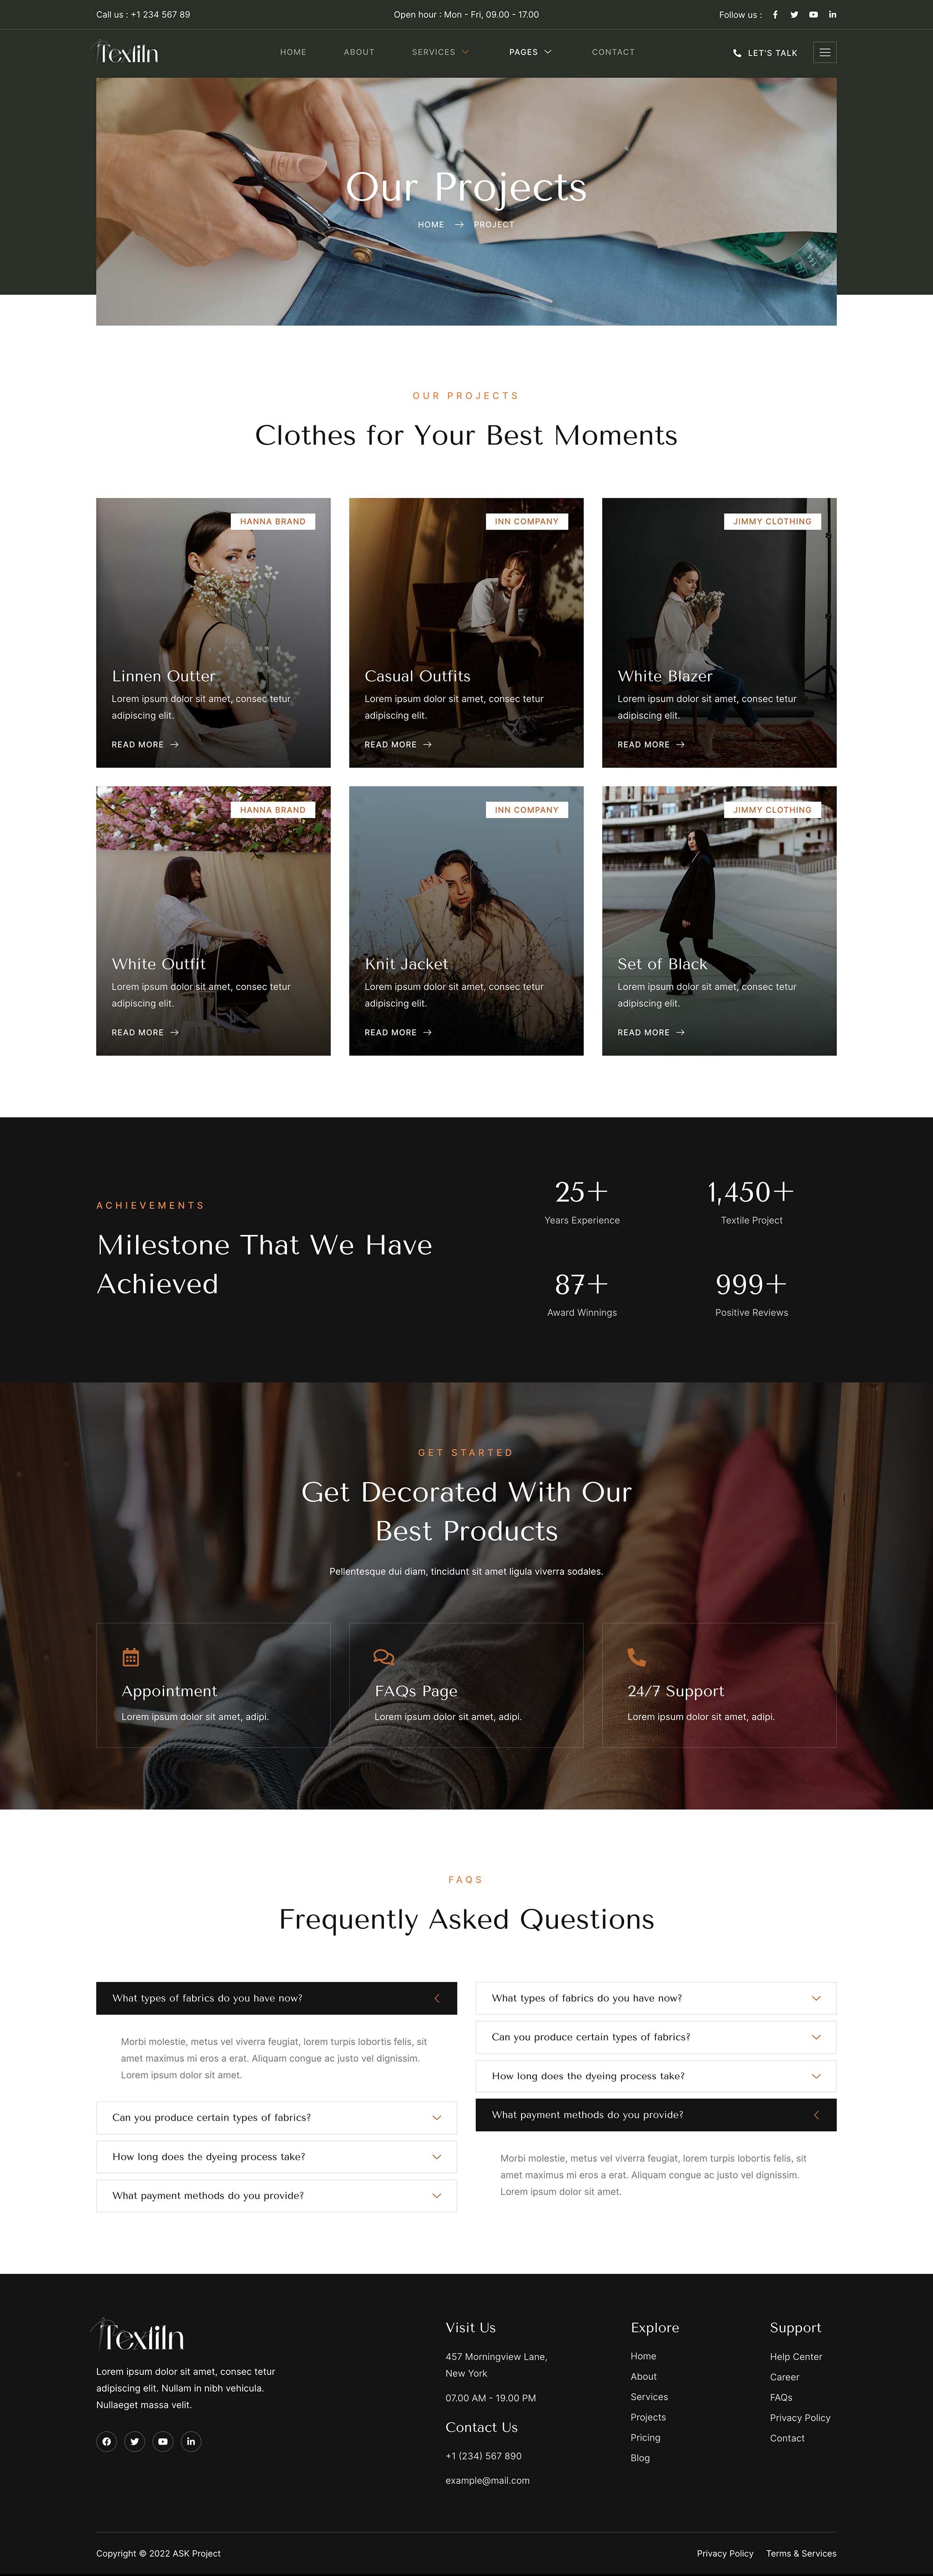 Call us : +1 234 567 89
Open hour : Mon - Fri, 09.00 - 17.00
Follow us :
Textiln
HOME
ABOUT
SERVICES
PAGES
CONTACT
LET'S TALK
Our Projects
HOME → PROJECT
OUR PROJECTS
Clothes for Your Best Moments
HANNA BRAND
Linnen Outter
Lorem ipsum dolor sit amet, consec tetur
adipiscing elit.
READ MORE →
INN COMPANY
Casual Outfits
Lorem ipsum dolor sit amet, consec tetur
adipiscing elit.
READ MORE →
JIMMY CLOTHING
White Blazer
Lorem ipsum dolor sit amet, consec tetur
adipiscing elit.
READ MORE →
HANNA BRAND
White Outfit
Lorem ipsum dolor sit amet, consec tetur
adipiscing elit.
READ MORE →
INN COMPANY
Knit Jacket
Lorem ipsum dolor sit amet, consec tetur
adipiscing elit.
READ MORE →
JIMMY CLOTHING
Set of Black
Lorem ipsum dolor sit amet, consec tetur
adipiscing elit.
READ MORE →
ACHIEVEMENTS
Milestone That We Have
Achieved
25+
Years Experience
1,450+
Textile Project
87+
Award Winnings
999+
Positive Reviews
GET STARTED
Get Decorated With Our
Best Products
Pellentesque dui diam, tincidunt sit amet ligula viverra sodales.
Appointment
Lorem ipsum dolor sit amet, adipi.
FAQs Page
Lorem ipsum dolor sit amet, adipi.
24/7 Support
Lorem ipsum dolor sit amet, adipi.
FAQS
Frequently Asked Questions
What types of fabrics do you have now?
Morbi molestie, metus vel viverra feugiat, lorem turpis lobortis felis, sit
amet maximus mi eros a erat. Aliquam congue ac justo vel dignissim.
Lorem ipsum dolor sit amet.
Can you produce certain types of fabrics?
How long does the dyeing process take?
What payment methods do you provide?
What types of fabrics do you have now?
Can you produce certain types of fabrics?
How long does the dyeing process take?
What payment methods do you provide?
Morbi molestie, metus vel viverra feugiat, lorem turpis lobortis felis, sit
amet maximus mi eros a erat. Aliquam congue ac justo vel dignissim.
Lorem ipsum dolor sit amet.
Textiln
Lorem ipsum dolor sit amet, consec tetur
adipiscing elit. Nullam in nibh vehicula.
Nullaeget massa velit.
Visit Us
457 Morningview Lane,
New York
07.00 AM - 19.00 PM
Contact Us
+1 (234) 567 890
example@mail.com
Explore
Home
About
Services
Projects
Pricing
Blog
Support
Help Center
Career
FAQs
Privacy Policy
Contact
Copyright © 2022 ASK Project
Privacy Policy
Terms & Services